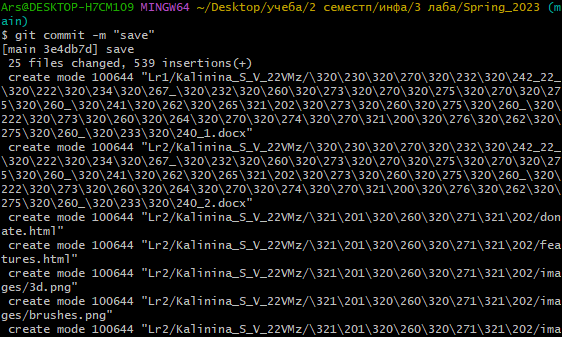 Ars@DESKTOP-H7CM1O9 MINGW64 ~/Desktop/учеба/2 семестп/инфа/3 лаба/Spring_2023 (m
ain)
$ git commit -m "save"
[main 3e4db7d] save
 25 files changed, 539 insertions(+)
 create mode 100644 "Lr1/Kalinina_S_V_22VMz/\320\230\320\270\320\232\320\242_22_
\320\222\320\234\320\267_\320\232\320\260\320\273\320\270\320\275\320\270\320\27
5\320\260_\320\241\320\262\320\265\321\202\320\273\320\260\320\275\320\260_\320\
222\320\273\320\260\320\264\320\270\320\274\320\270\321\200\320\276\320\262\320\
275\320\260_\320\233\320\240_1.docx"
 create mode 100644 "Lr2/Kalinina_S_V_22VMz/\320\230\320\270\320\232\320\242_22_
\320\222\320\234\320\267_\320\232\320\260\320\273\320\270\320\275\320\270\320\27
5\320\260_\320\241\320\262\320\265\321\202\320\273\320\260\320\275\320\260_\320\
222\320\273\320\260\320\264\320\270\320\274\320\270\321\200\320\276\320\262\320\
275\320\260_\320\233\320\240_2.docx"
 create mode 100644 "Lr2/Kalinina_S_V_22VMz/\321\201\320\260\320\271\321\202/don
ate.html"
 create mode 100644 "Lr2/Kalinina_S_V_22VMz/\321\201\320\260\320\271\321\202/fea
tures.html"
 create mode 100644 "Lr2/Kalinina_S_V_22VMz/\321\201\320\260\320\271\321\202/ima
ges/3d.png"
 create mode 100644 "Lr2/Kalinina_S_V_22VMz/\321\201\320\260\320\271\321\202/ima
ges/brushes.png"
 create mode 100644 "Lr2/Kalinina_S_V_22VMz/\321\201\320\260\320\271\321\202/ima